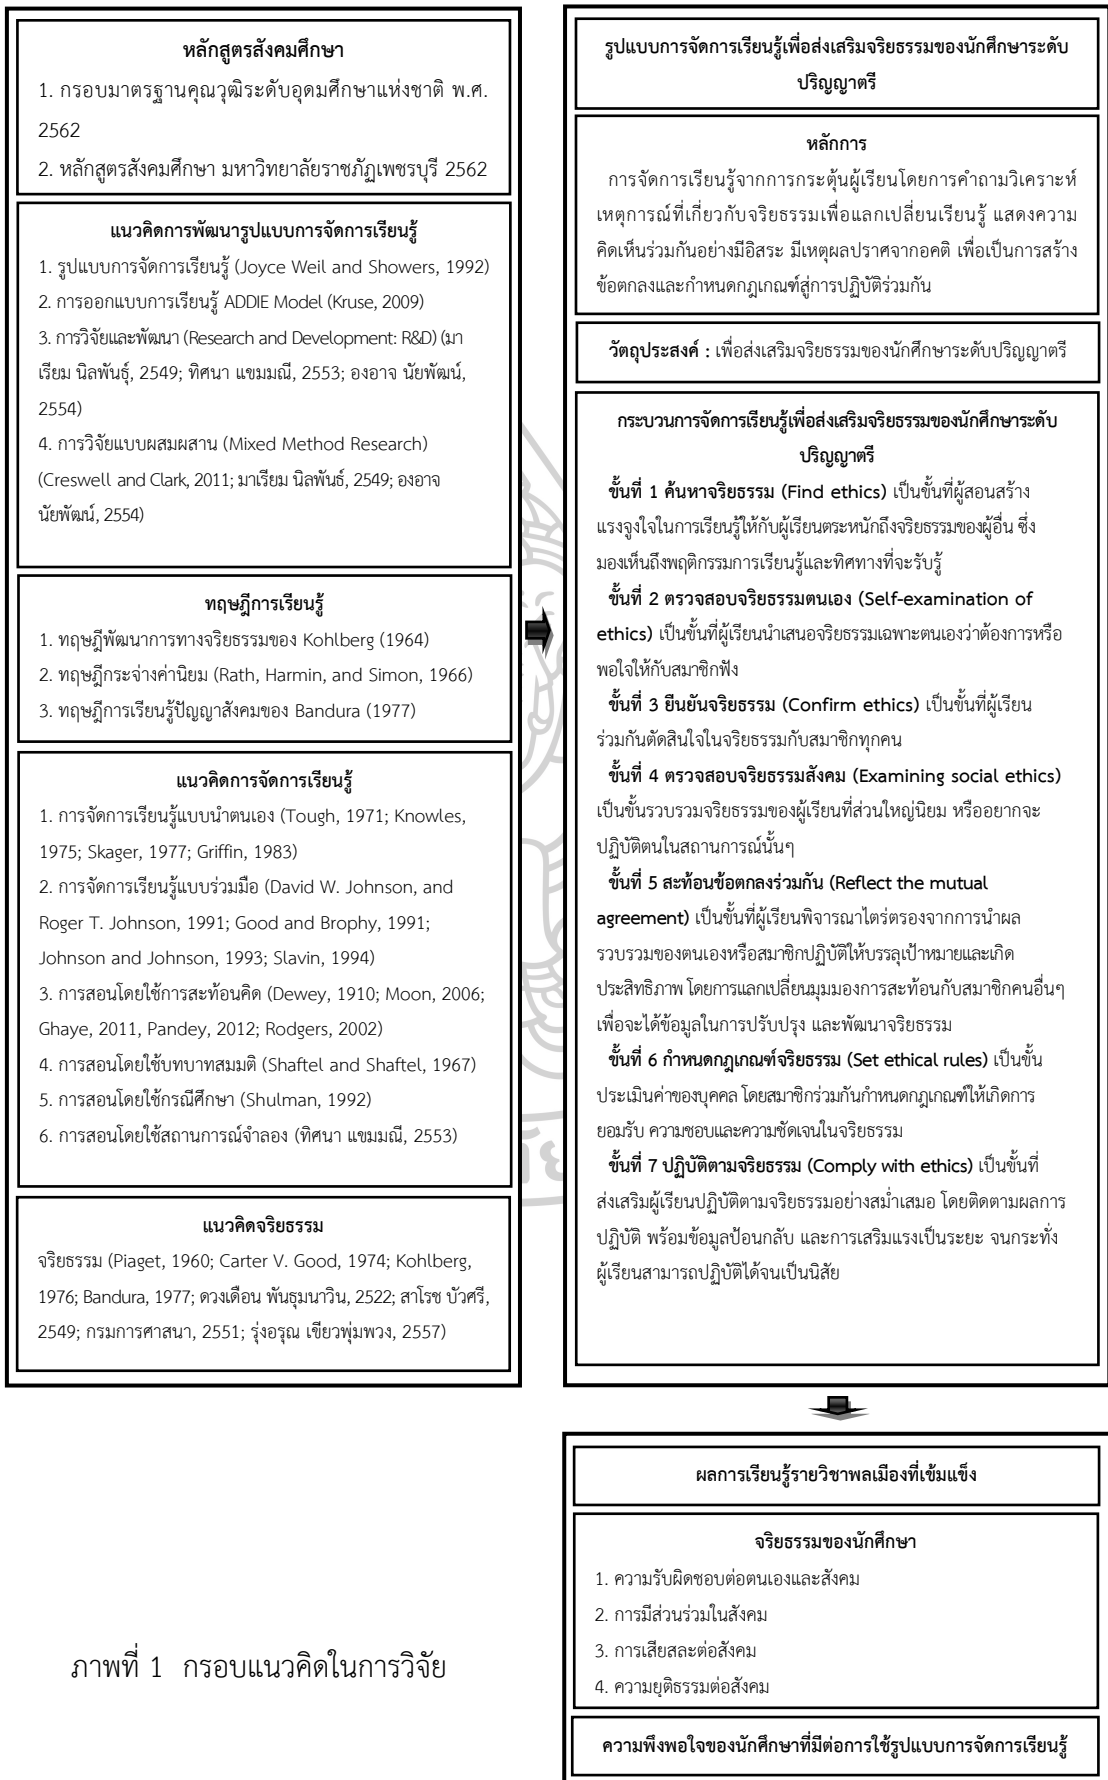 หลักสูตรสังคมศึกษา
1. กรอบมาตรฐานคุณวุฒิระดับอุดมศึกษาแห่งชาติ พ.ศ.
2562
2. หลักสูตรสังคมศึกษา มหาวิทยาลัยราชภัฏเพชรบุรี 2562
แนวคิดการพัฒนารูปแบบการจัดการเรียนรู้
1. รูปแบบการจัดการเรียนรู้ (Joyce Weil and Showers, 1992)
2. การออกแบบการเรียนรู้ ADDIE Model (Kruse, 2009)
3. การวิจัยและพัฒนา (Research and Development: R&D) (มา
เรียม นิลพันธุ์, 2549; ทิศนา แขมมณี, 2553; องอาจ นัยพัฒน์,
2554)
4. การวิจัยแบบผสมผสาน (Mixed Method Research)
(Creswell and Clark, 2011; มาเรียม นิลพันธ์, 2549; องอาจ
นัยพัฒน์, 2554)
ทฤษฎีการเรียนรู้
1. ทฤษฎีพัฒนาการทางจริยธรรมของ Kohlberg (1964)
2. ทฤษฎีกระจ่างค่านิยม (Rath, Harmin, and Simon, 1966)
3. ทฤษฎีการเรียนรู้ปัญญาสังคมของ Bandura (1977)
แนวคิดการจัดการเรียนรู้
1. การจัดการเรียนรู้แบบนำตนเอง (Tough, 1971; Knowles,
1975; Skager, 1977; Griffin, 1983)
2. การจัดการเรียนรู้แบบร่วมมือ (David W. Johnson, and
Roger T. Johnson, 1991; Good and Brophy, 1991;
Johnson and Johnson, 1993; Slavin, 1994)
3. การสอนโดยใช้การสะท้อนคิด (Dewey, 1910; Moon, 2006;
Ghaye, 2011, Pandey, 2012; Rodgers, 2002)
4. การสอนโดยใช้บทบาทสมมติ (Shaftel and Shaftel, 1967)
5. การสอนโดยใช้กรณีศึกษา (Shulman, 1992)
6. การสอนโดยใช้สถานการณ์จำลอง (ทิศนา แขมมณี, 2553)
แนวคิดจริยธรรม
จริยธรรม (Piaget, 1960; Carter V. Good, 1974; Kohlberg,
1976; Bandura, 1977; ดวงเดือน พันธุมนาวิน, 2522; สาโรช บัวศรี,
2549; กรมการศาสนา, 2551; รุ่งอรุณ เขียวพุ่มพวง, 2557)
รูปแบบการจัดการเรียนรู้เพื่อส่งเสริมจริยธรรมของนักศึกษาระดับ
ปริญญาตรี
หลักการ
การจัดการเรียนรู้จากการกระตุ้นผู้เรียนโดยการคำถามวิเคราะห์
เหตุการณ์ที่เกี่ยวกับจริยธรรมเพื่อแลกเปลี่ยนเรียนรู้ แสดงความ
คิดเห็นร่วมกันอย่างมีอิสระ มีเหตุผลปราศจากอคติ เพื่อเป็นการสร้าง
ข้อตกลงและกำหนดกฎเกณฑ์สู่การปฏิบัติร่วมกัน
วัตถุประสงค์ : เพื่อส่งเสริมจริยธรรมของนักศึกษาระดับปริญญาตรี
กระบวนการจัดการเรียนรู้เพื่อส่งเสริมจริยธรรมของนักศึกษาระดับ
ปริญญาตรี
ขั้นที่ 1 ค้นหาจริยธรรม (Find ethics) เป็นขั้นที่ผู้สอนสร้าง
แรงจูงใจในการเรียนรู้ให้กับผู้เรียนตระหนักถึงจริยธรรมของผู้อื่น ซึ่ง
มองเห็นถึงพฤติกรรมการเรียนรู้และทิศทางที่จะรับรู้
ขั้นที่ 2 ตรวจสอบจริยธรรมตนเอง (Self-examination of
ethics) เป็นขั้นที่ผู้เรียนนำเสนอจริยธรรมเฉพาะตนเองว่าต้องการหรือ
พอใจให้กับสมาชิกฟัง
ขั้นที่ 3 ยืนยันจริยธรรม (Confirm ethics) เป็นขั้นที่ผู้เรียน
ร่วมกันตัดสินใจในจริยธรรมกับสมาชิกทุกคน
ขั้นที่ 4 ตรวจสอบจริยธรรมสังคม (Examining social ethics)
เป็นขั้นรวบรวมจริยธรรมของผู้เรียนที่ส่วนใหญ่นิยม หรืออยากจะ
ปฏิบัติตนในสถานการณ์นั้นๆ
ขั้นที่ 5 สะท้อนข้อตกลงร่วมกัน (Reflect the mutual
agreement) เป็นขั้นที่ผู้เรียนพิจารณาไตร่ตรองจากการนำผล
รวบรวมของตนเองหรือสมาชิกปฏิบัติให้บรรลุเป้าหมายและเกิด
ประสิทธิภาพ โดยการแลกเปลี่ยนมุมมองการสะท้อนกับสมาชิกคนอื่นๆ
เพื่อจะได้ข้อมูลในการปรับปรุง และพัฒนาจริยธรรม
ขั้นที่ 6 กำหนดกฎเกณฑ์จริยธรรม (Set ethical rules) เป็นขั้น
ประเมินค่าของบุคคล โดยสมาชิกร่วมกันกำหนดกฎเกณฑ์ให้เกิดการ
ยอมรับ ความชอบและความชัดเจนในจริยธรรม
ขั้นที่ 7 ปฏิบัติตามจริยธรรม (Comply with ethics) เป็นขั้นที่
ส่งเสริมผู้เรียนปฏิบัติตามจริยธรรมอย่างสม่ำเสมอ โดยติดตามผลการ
ปฏิบัติ พร้อมข้อมูลป้อนกลับ และการเสริมแรงเป็นระยะ จนกระทั่ง
ผู้เรียนสามารถปฏิบัติได้จนเป็นนิสัย
ผลการเรียนรู้รายวิชาพลเมืองที่เข้มแข็ง
จริยธรรมของนักศึกษา
1. ความรับผิดชอบต่อตนเองและสังคม
2. การมีส่วนร่วมในสังคม
3. การเสียสละต่อสังคม
4. ความยุติธรรมต่อสังคม
ความพึงพอใจของนักศึกษาที่มีต่อการใช้รูปแบบการจัดการเรียนรู้
ภาพที่ 1 กรอบแนวคิดในการวิจัย